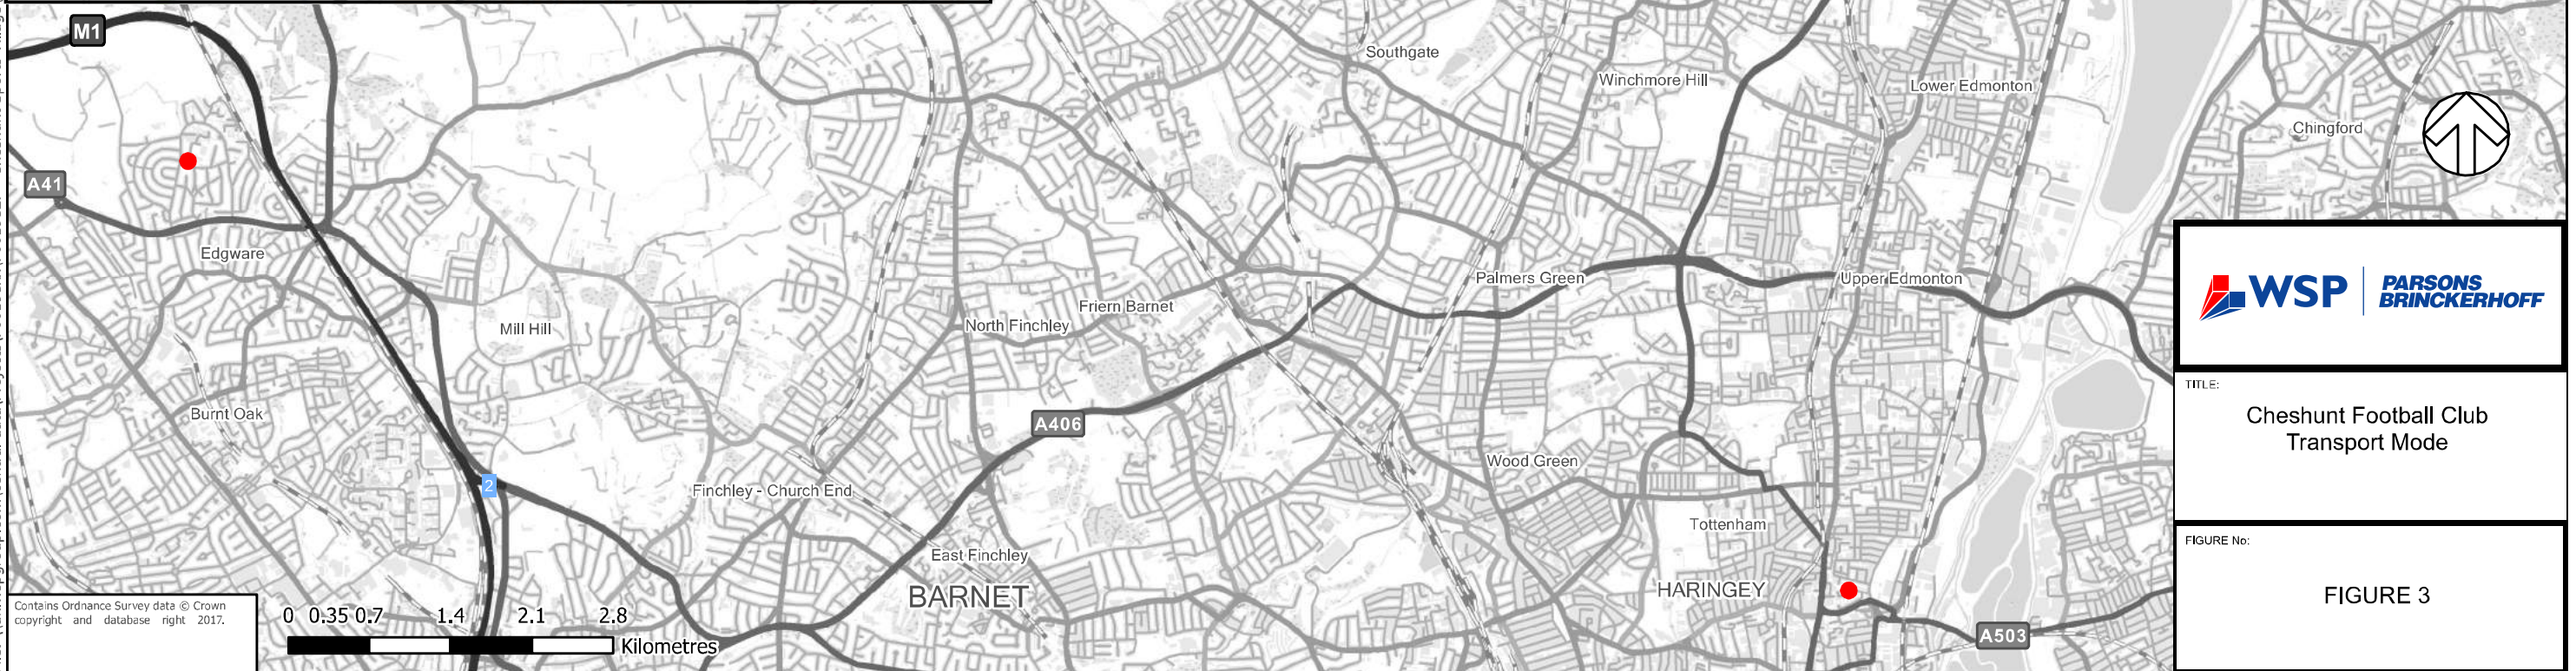 M1
Southgate
Winchmore Hill
Lower Edmonton
Chingford
A41
Edgware
Palmers Green
Upper Edmonton
Friern Barnet
North Finchley
Mill Hill
Burnt Oak
A406
Wood Green
2
Finchley - Church End
Tottenham
East Finchley
BARNET
HARINGEY
A503
WSP
PARSONS
BRINCKERHOFF
TITLE:
Cheshunt Football Club
Transport Mode
FIGURE No:
FIGURE 3
Contains Ordnance Survey data © Crown
copyright and database right 2017.
0 0.35 0.7 1.4 2.1 2.8
Kilometres